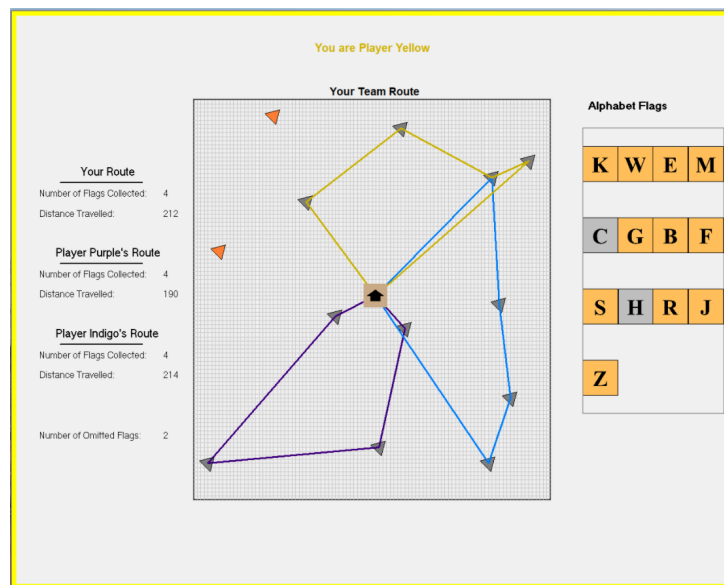 You are Player Yellow
Your Team Route
Alphabet Flags
Your Route
Number of Flags Collected: 4
Distance Travelled: 212
Player Purple's Route
Number of Flags Collected: 4
Distance Travelled: 190
Player Indigo's Route
Number of Flags Collected: 4
Distance Travelled: 214
Number of Omitted Flags: 2
K W E M
C G B F
S H R J
Z